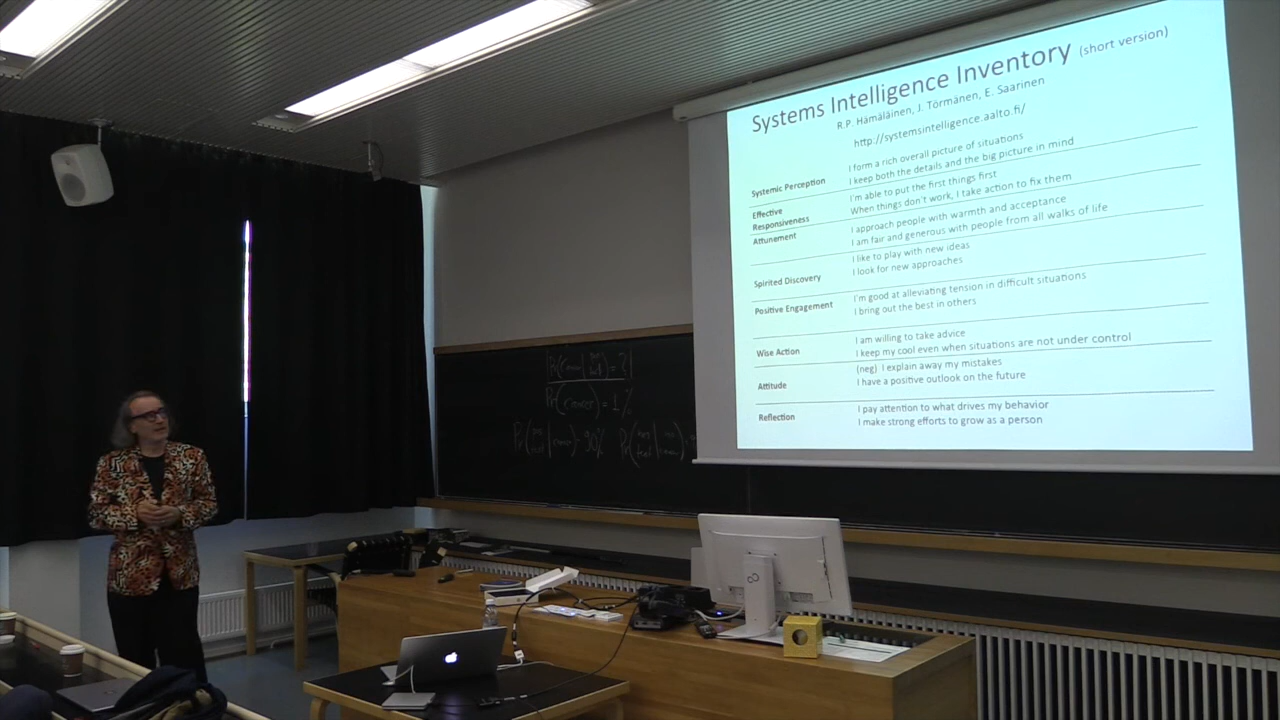 Systems Intelligence Inventory (short version)
R.P. Hämäläinen, J. Törmänen, E. Saarinen
http://systemsintelligence.aalto.fi/
Systemic Perception
I form a rich overall picture of situations
I keep both the details and the big picture in mind
Effective
Responsiveness
I'm able to put the first things first
When things don't work, I take action to fix them
Attunement
I approach people with warmth and acceptance
I am fair and generous with people from all walks of life
Spirited Discovery
I like to play with new ideas
I look for new approaches
Positive Engagement
I'm good at alleviating tension in difficult situations
I bring out the best in others
Wise Action
I am willing to take advice
I keep my cool even when situations are not under control
Attitude
(neg) I explain away my mistakes
I have a positive outlook on the future
Reflection
I pay attention to what drives my behavior
I make strong efforts to grow as a person
Pr(cancer) = 1%
90%